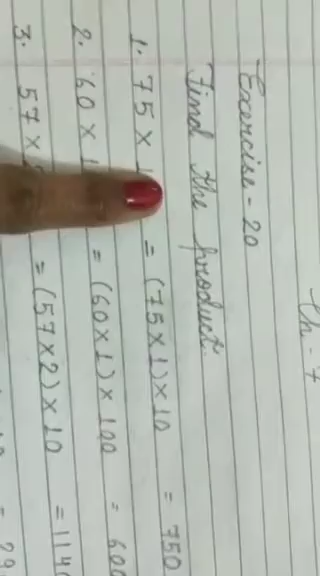 Ch - 7
Exercise - 20
Find the product.
1. 75 × = (75×1)×10 = 750
2. 60 × = (60×1)×100 = 600
3. 57 × = (57×2)×10 = 1140